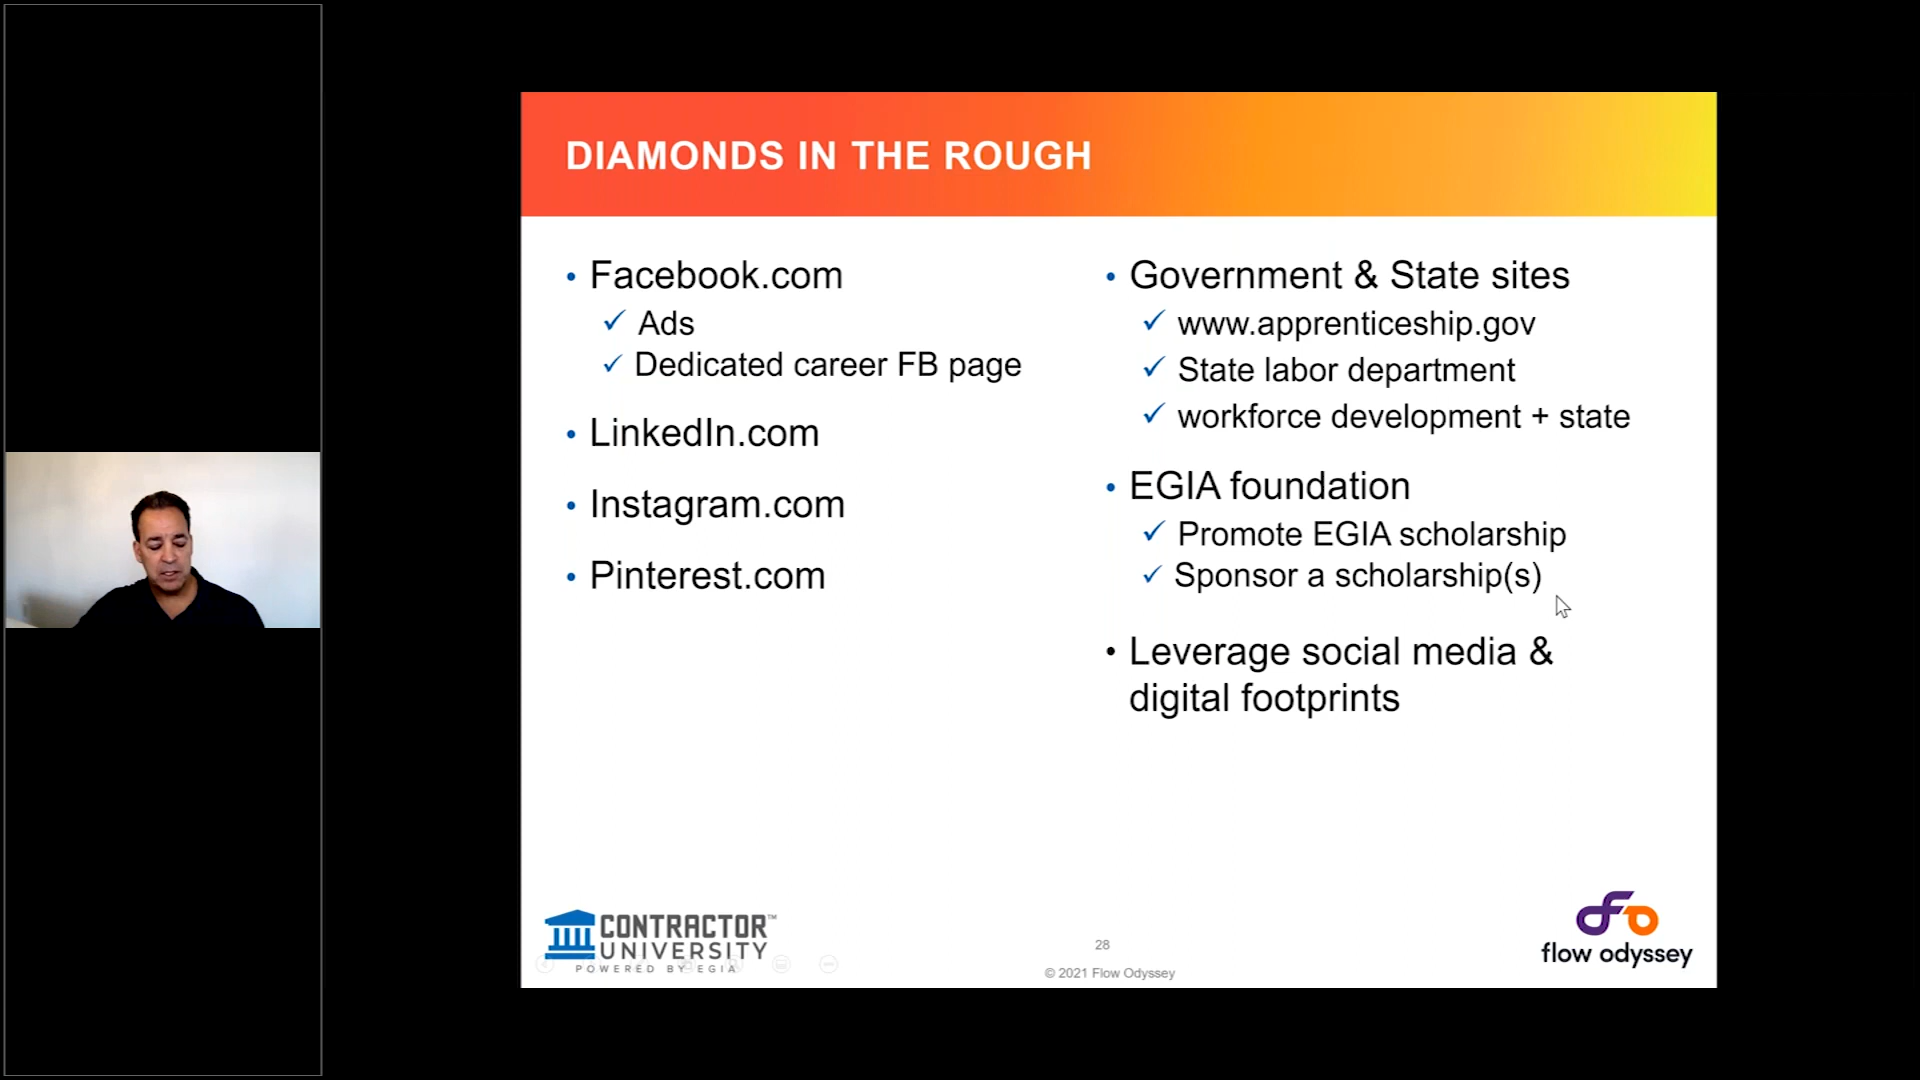 DIAMONDS IN THE ROUGH
• Facebook.com
✓ Ads
✓ Dedicated career FB page
• LinkedIn.com
• Instagram.com
• Pinterest.com
• Government & State sites
✓ www.apprenticeship.gov
✓ State labor department
✓ workforce development + state
• EGIA foundation
✓ Promote EGIA scholarship
✓ Sponsor a scholarship(s)
• Leverage social media &
digital footprints
CONTRACTOR™
UNIVERSITY
POWERED BY EGIA
28
© 2021 Flow Odyssey
flow odyssey